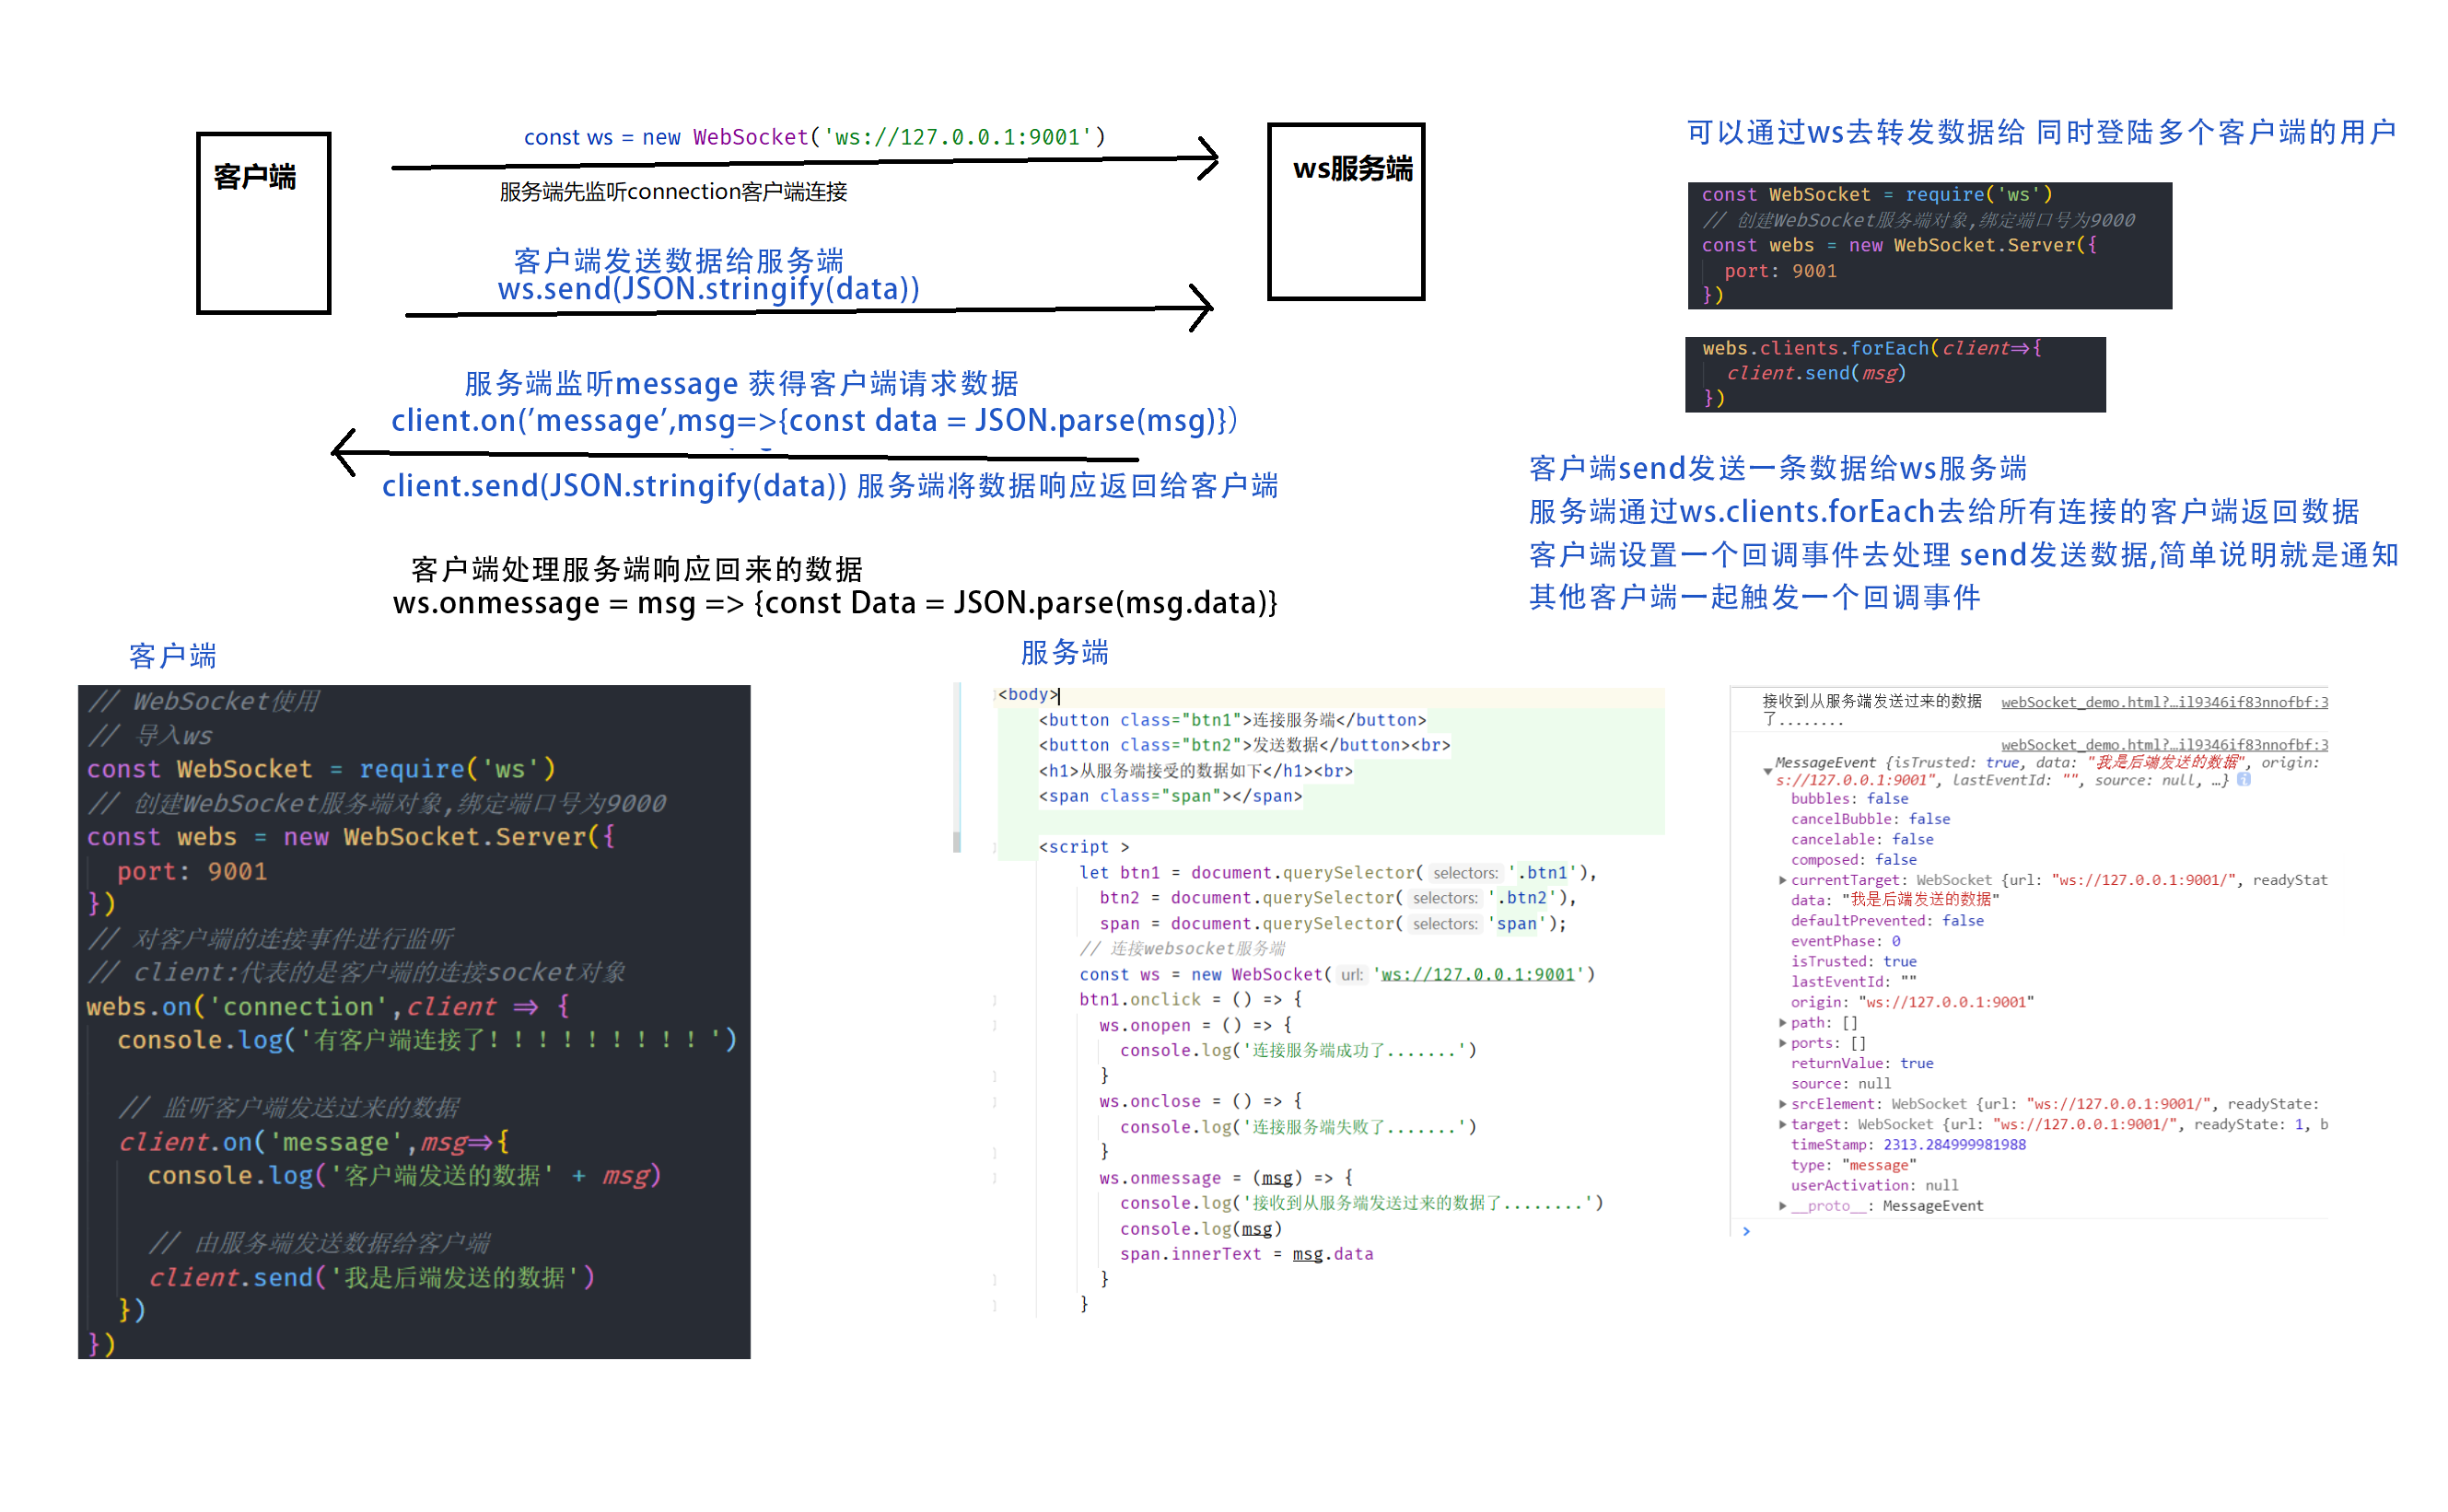 客户端
const ws = new WebSocket('ws://127.0.0.1:9001')
服务端先监听connection客户端连接
ws服务端
客户端发送数据给服务端
ws.send(JSON.stringify(data))
服务端监听message 获得客户端请求数据
client.on('message',msg=>{const data = JSON.parse(msg)})
client.send(JSON.stringify(data)) 服务端将数据响应返回给客户端
客户端处理服务端响应回来的数据
ws.onmessage = msg => {const Data = JSON.parse(msg.data)}
可以通过ws去转发数据给 同时登陆多个客户端的用户
const WebSocket = require('ws')
// 创建WebSocket服务端对象,绑定端口号为9000
const webs = new WebSocket.Server({
port: 9001
})
webs.clients.forEach(client=>{
client.send(msg)
})
客户端send发送一条数据给ws服务端
服务端通过ws.clients.forEach去给所有连接的客户端返回数据
客户端设置一个回调事件去处理 send发送数据,简单说明就是通知
其他客户端一起触发一个回调事件
客户端
// WebSocket使用
// 导入ws
const WebSocket = require('ws')
// 创建WebSocket服务端对象,绑定端口号为9000
const webs = new WebSocket.Server({
port: 9001
})
// 对客户端的连接事件进行监听
// client:代表的是客户端的连接socket对象
webs.on('connection',client => {
console.log('有客户端连接了!!!!!!!!!')
// 监听客户端发送过来的数据
client.on('message',msg=>{
console.log('客户端发送的数据' + msg)
// 由服务端发送数据给客户端
client.send('我是后端发送的数据')
})
})
服务端
<body>
<button class="btn1">连接服务端</button>
<button class="btn2">发送数据</button><br>
<h1>从服务端接受的数据如下</h1><br>
<span class="span"></span>
<script >
let btn1 = document.querySelector( selectors: '.btn1'),
btn2 = document.querySelector( selectors: '.btn2'),
span = document.querySelector( selectors: 'span');
// 连接websocket服务端
const ws = new WebSocket( url: 'ws://127.0.0.1:9001')
btn1.onclick = () => {
ws.onopen = () => {
console.log('连接服务端成功了.......')
}
ws.onclose = () => {
console.log('连接服务端失败了.......')
}
ws.onmessage = (msg) => {
console.log('接收到从服务端发送过来的数据了........')
console.log(msg)
span.innerText = msg.data
}
}
接收到从服务端发送过来的数据 webSocket_demo.html?…il9346if83nnofbf:3
了........
webSocket_demo.html?…il9346if83nnofbf:3
MessageEvent {isTrusted: true, data: "我是后端发送的数据", origin:
s://127.0.0.1:9001", lastEventId: "", source: null, …}
bubbles: false
cancelBubble: false
cancelable: false
composed: false
currentTarget: WebSocket {url: "ws://127.0.0.1:9001/", readyStat
data: "我是后端发送的数据"
defaultPrevented: false
eventPhase: 0
isTrusted: true
lastEventId: ""
origin: "ws://127.0.0.1:9001"
path: []
ports: []
returnValue: true
source: null
srcElement: WebSocket {url: "ws://127.0.0.1:9001/", readyState:
target: WebSocket {url: "ws://127.0.0.1:9001/", readyState: 1, b
timeStamp: 2313.284999981988
type: "message"
userActivation: null
__proto__: MessageEvent